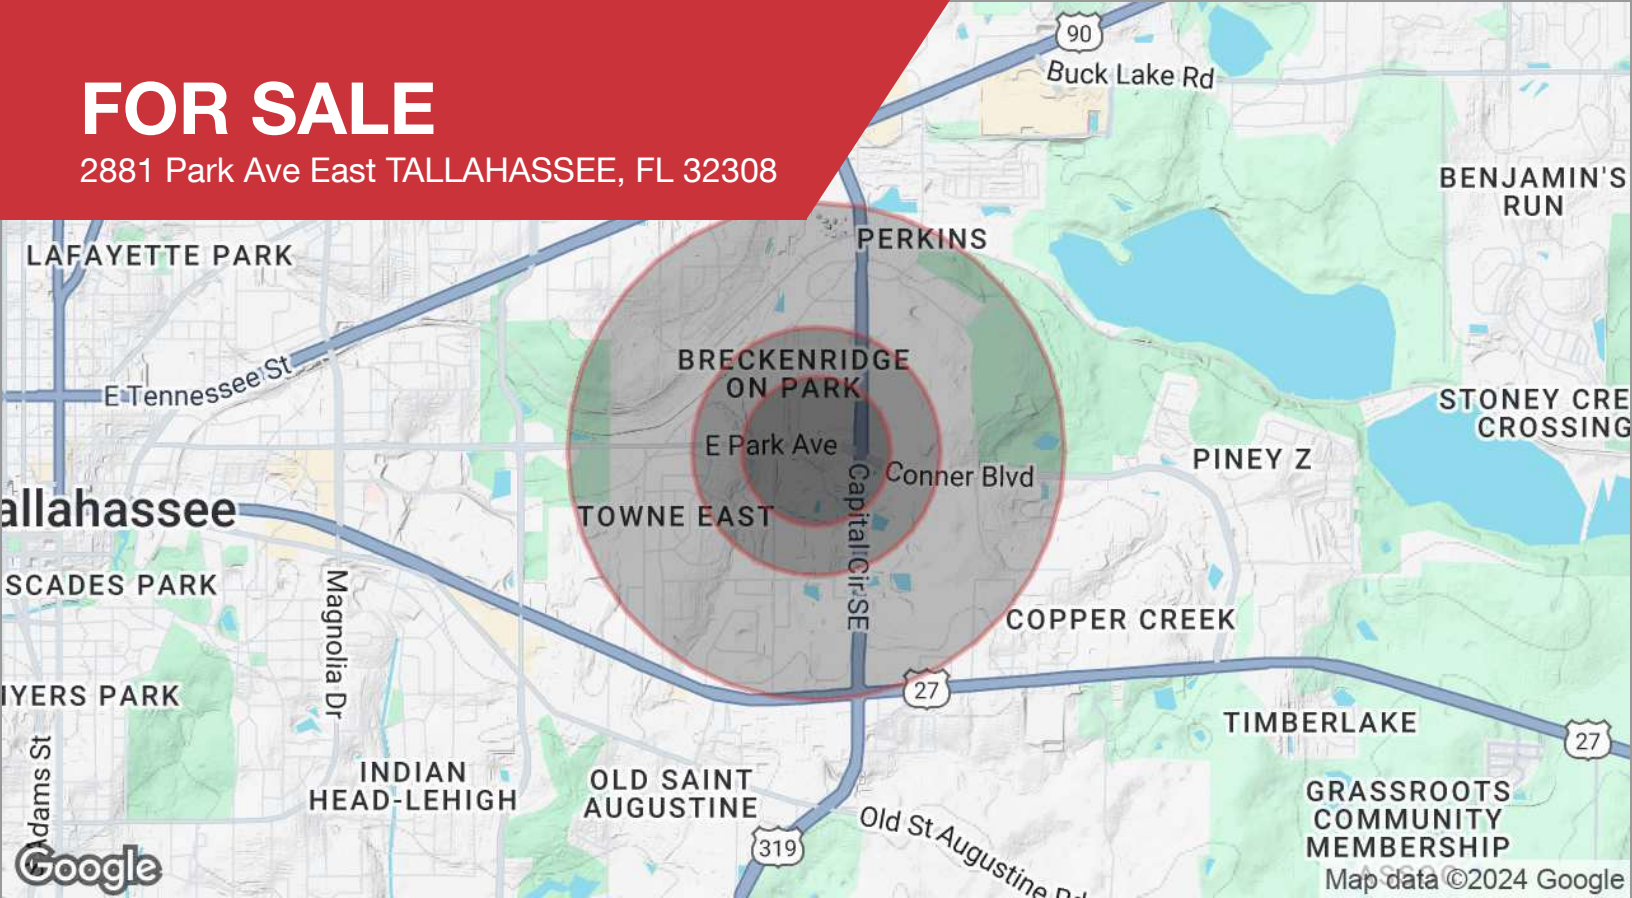 FOR SALE
2881 Park Ave East TALLAHASSEE, FL 32308
90
Buck Lake Rd
BENJAMIN'S
RUN
LAFAYETTE PARK
PERKINS
BRECKENRIDGE
ON PARK
E Tennessee St
STONEY CRE
CROSSING
E Park Ave
Conner Blvd
PINEY Z
Capital Cir SE
allahassee
TOWNE EAST
SCADES PARK
Magnolia Dr
COPPER CREEK
27
MYERS PARK
TIMBERLAKE
27
S Adams St
INDIAN
HEAD-LEHIGH
OLD SAINT
AUGUSTINE
GRASSROOTS
COMMUNITY
MEMBERSHIP
319
Old St Augustine Rd
Google
Map data ©2024 Google